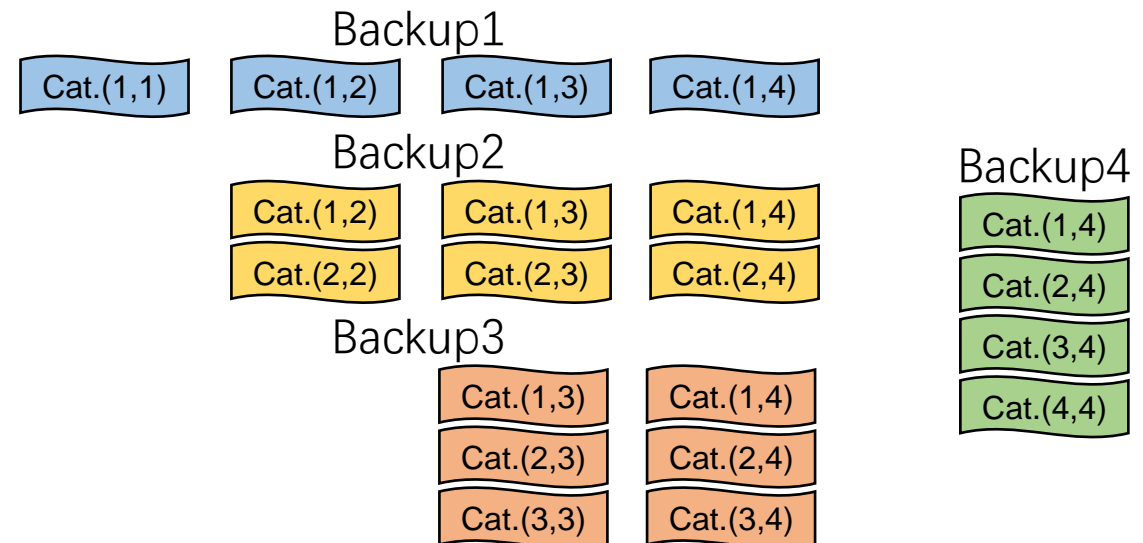 Backup1
Cat.(1,1) Cat.(1,2) Cat.(1,3) Cat.(1,4)
Backup2
Cat.(1,2) Cat.(1,3) Cat.(1,4)
Cat.(2,2) Cat.(2,3) Cat.(2,4)
Backup3
Cat.(1,3) Cat.(1,4)
Cat.(2,3) Cat.(2,4)
Cat.(3,3) Cat.(3,4)
Backup4
Cat.(1,4)
Cat.(2,4)
Cat.(3,4)
Cat.(4,4)